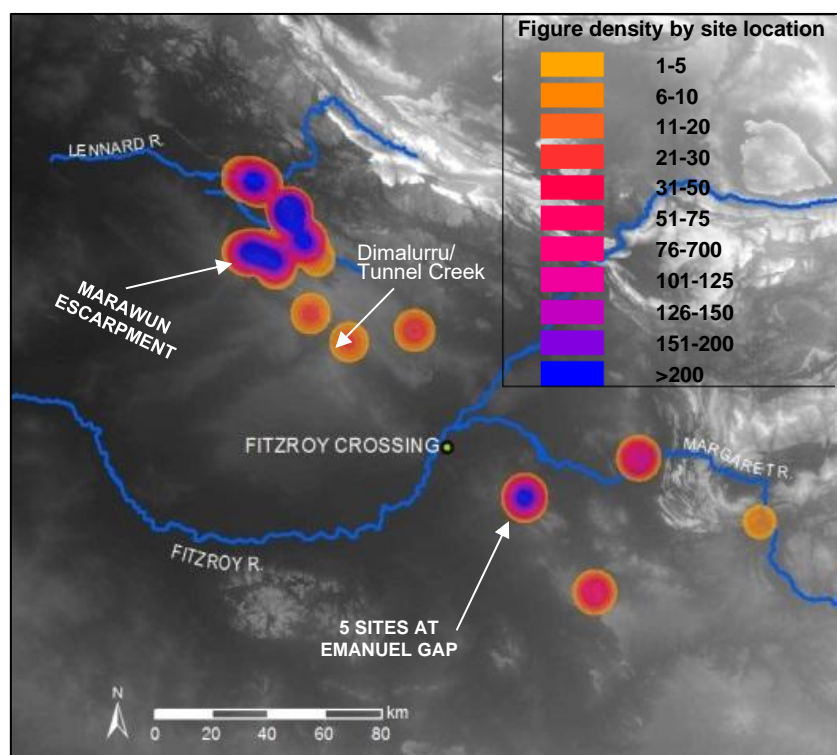 Figure density by site location
1-5
6-10
11-20
21-30
31-50
51-75
76-700
101-125
126-150
151-200
>200
LENNARD R.
Dimalurru/
Tunnel Creek
MARAWUN
ESCARPMENT
FITZROY CROSSING
MARGARET R.
FITZROY R.
5 SITES AT
EMANUEL GAP
N
km
0 20 40 60 80